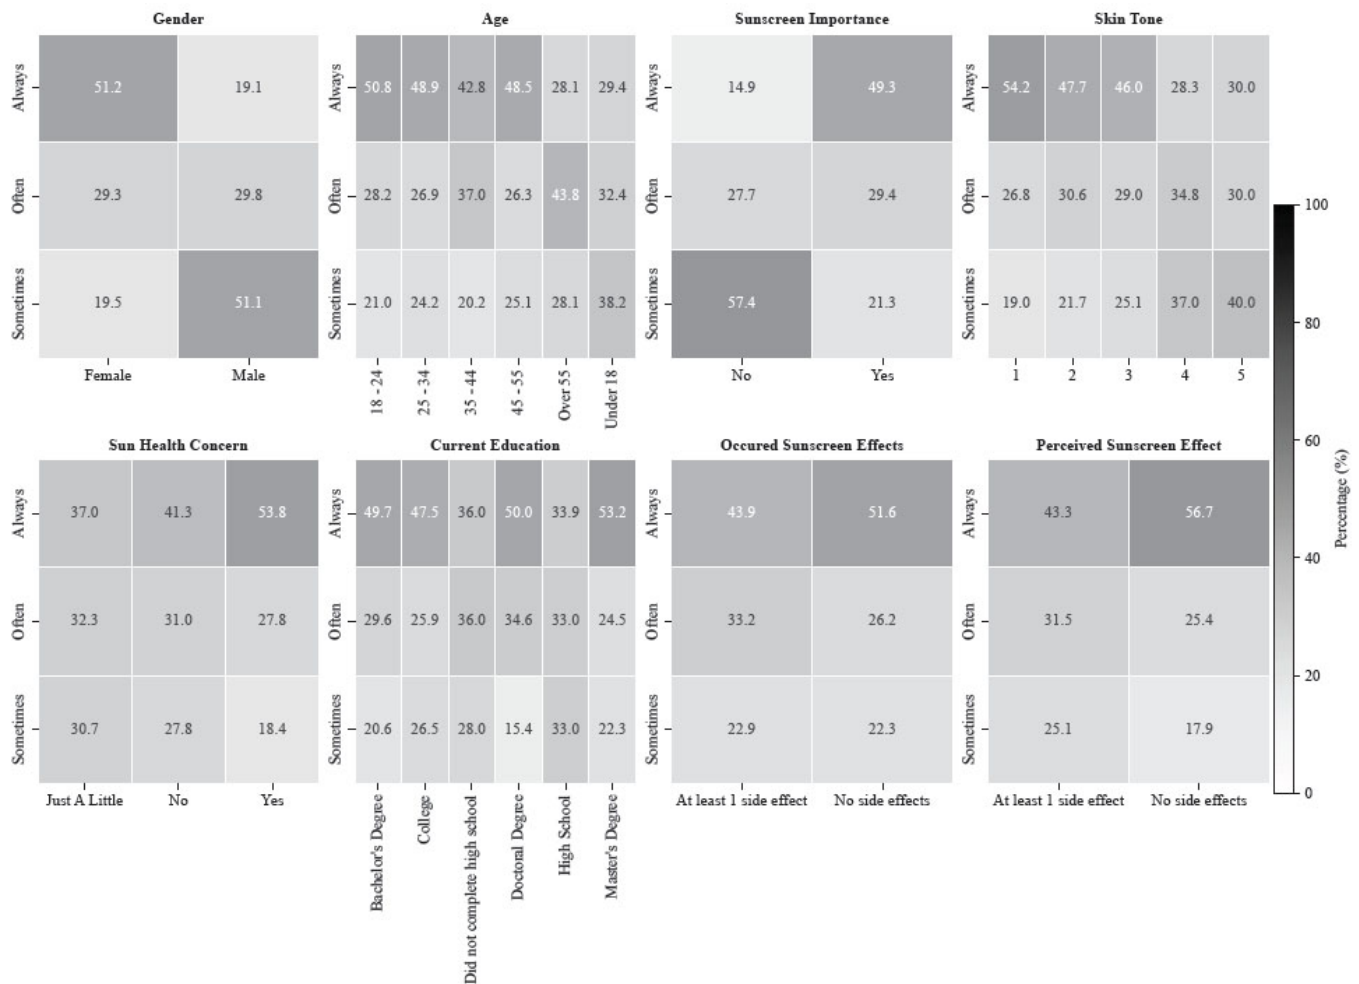 Gender Age Sunscreen Importance Skin Tone
Always 51.2 19.1 Always 50.8 48.9 42.8 48.5 28.1 29.4 Always 14.9 49.3 Always 54.2 47.7 46.0 28.3 30.0
Often 29.3 29.8 Often 28.2 26.9 37.0 26.3 43.8 32.4 Often 27.7 29.4 Often 26.8 30.6 29.0 34.8 30.0
Sometimes 19.5 51.1 Sometimes 21.0 24.2 20.2 25.1 28.1 38.2 Sometimes 57.4 21.3 Sometimes 19.0 21.7 25.1 37.0 40.0
Female Male 18 - 24 25 - 34 35 - 44 45 - 55 Over 55 Under 18 No Yes 1 2 3 4 5
Sun Health Concern Current Education Occured Sunscreen Effects Perceived Sunscreen Effect
Always 37.0 41.3 53.8 Always 49.7 47.5 36.0 50.0 33.9 53.2 Always 43.9 51.6 Always 43.3 56.7
Often 32.3 31.0 27.8 Often 29.6 25.9 36.0 34.6 33.0 24.5 Often 33.2 26.2 Often 31.5 25.4
Sometimes 30.7 27.8 18.4 Sometimes 20.6 26.5 28.0 15.4 33.0 22.3 Sometimes 22.9 22.3 Sometimes 25.1 17.9
Just A Little No Yes Bachelor's Degree College Did not complete high school Doctoral Degree High School Master's Degree At least 1 side effect No side effects At least 1 side effect No side effects
100
80
60
40
20
0
Percentage (%)